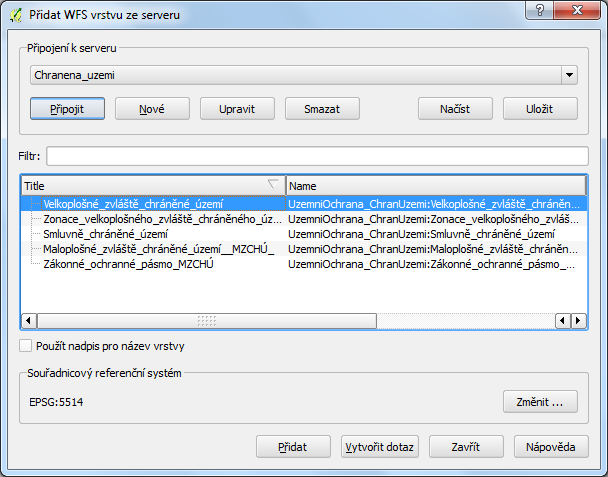 Přidat WFS vrstvu ze serveru
Připojení k serveru
Chranena_uzemi
Připojit Nové Upravit Smazat Načíst Uložit
Filtr:
Title Name
Velkoplošné_zvláště_chráněné_území UzemniOchrana_ChranUzemi:Velkoplošné_zvláště_chráněn...
Zonace_velkoplošného_zvláště_chráněného_úz... UzemniOchrana_ChranUzemi:Zonace_velkoplošného_zvláš...
Smluvně_chráněné_území UzemniOchrana_ChranUzemi:Smluvně_chráněné_území
Maloplošné_zvláště_chráněné_území__MZCHÚ_ UzemniOchrana_ChranUzemi:Maloplošné_zvláště_chráněn...
Zákonné_ochranné_pásmo_MZCHÚ UzemniOchrana_ChranUzemi:Zákonné_ochranné_pásmo_...
Použít nadpis pro název vrstvy
Souřadnicový referenční systém
EPSG:5514 Změnit ...
Přidat Vytvořit dotaz Zavřít Nápověda